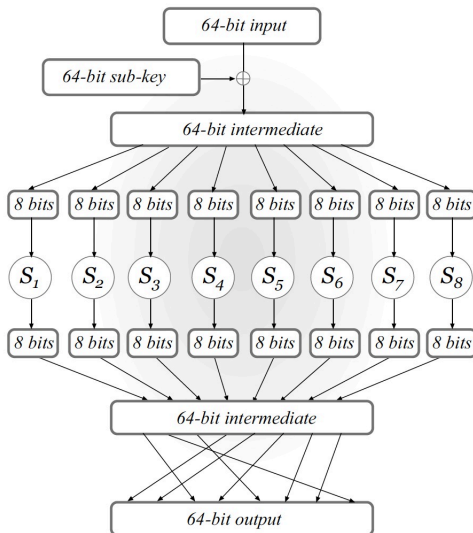 64-bit input
64-bit sub-key
64-bit intermediate
8 bits 8 bits 8 bits 8 bits 8 bits 8 bits 8 bits 8 bits
S1 S2 S3 S4 S5 S6 S7 S8
8 bits 8 bits 8 bits 8 bits 8 bits 8 bits 8 bits 8 bits
64-bit intermediate
64-bit output